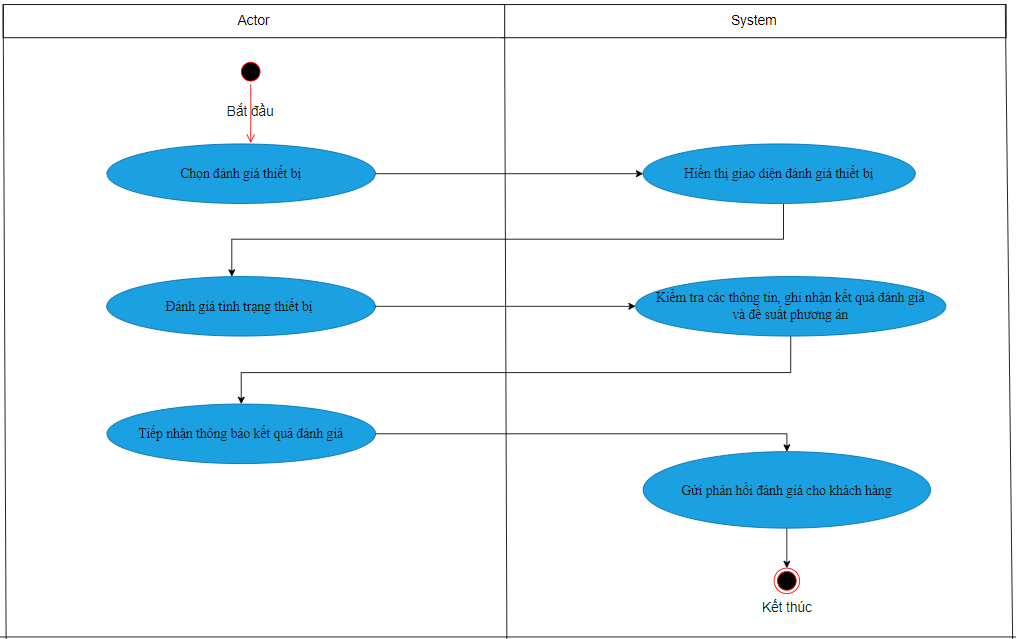 Actor
System
Bắt đầu
Chọn đánh giá thiết bị
Hiển thị giao diện đánh giá thiết bị
Đánh giá tình trạng thiết bị
Kiểm tra các thông tin, ghi nhận kết quả đánh giá
và đề suất phương án
Tiếp nhận thông báo kết quả đánh giá
Gửi phản hồi đánh giá cho khách hàng
Kết thúc